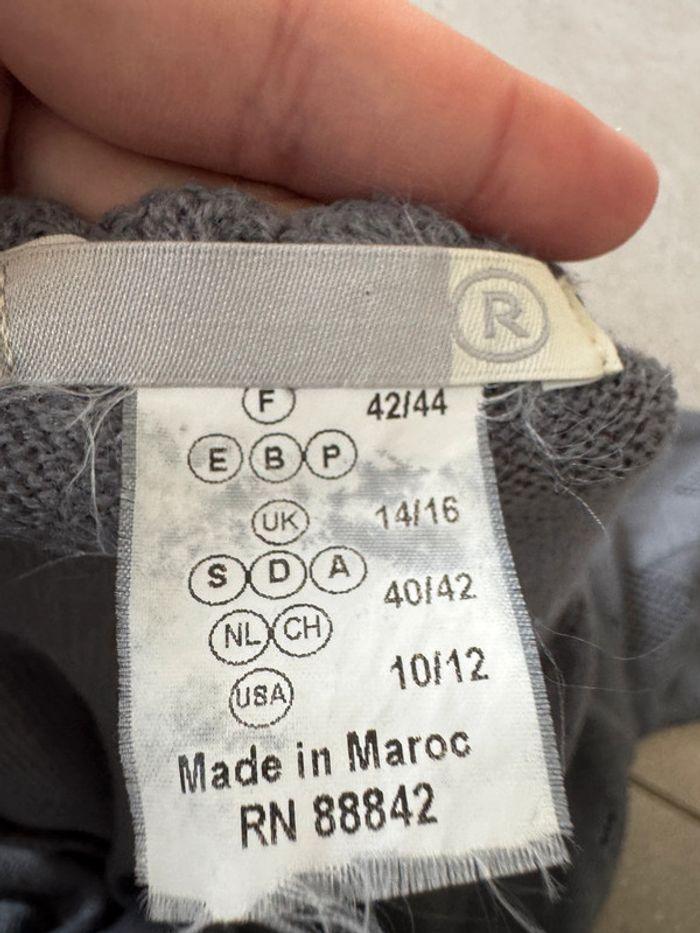 R
F 42/44
E B P
UK 14/16
S D A 40/42
NL CH
USA 10/12
Made in Maroc
RN 88842